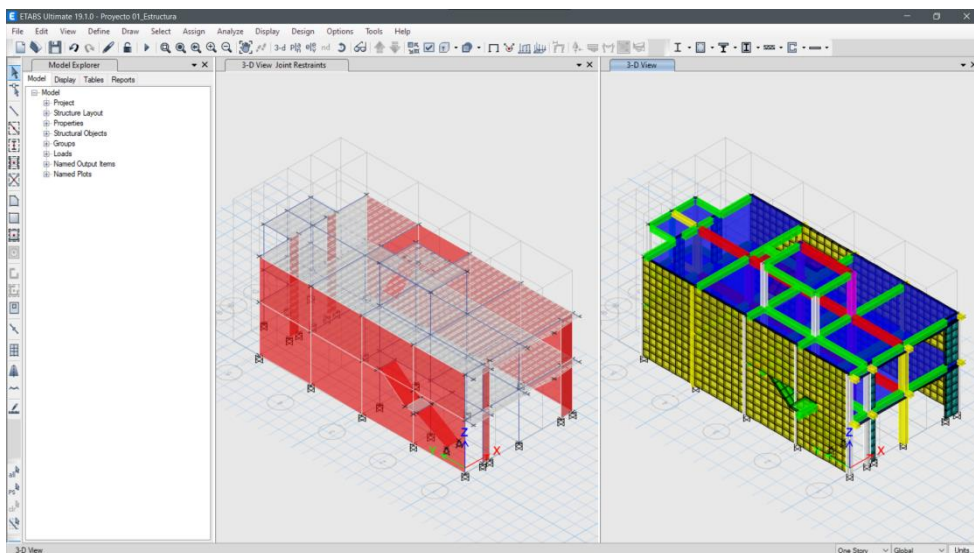 ETABS Ultimate 19.1.0 - Proyecto 01_Estructura
File Edit View Define Draw Select Assign Analyze Display Design Options Tools Help
3-d
Model Explorer
3-D View Joint Restraints
3-D View
Model Display Tables Reports
Model
Project
Structure Layout
Properties
Structural Objects
Groups
Loads
Named Output Items
Named Plots
Z
X
Z
X
3-D View
One Story
Global
Units